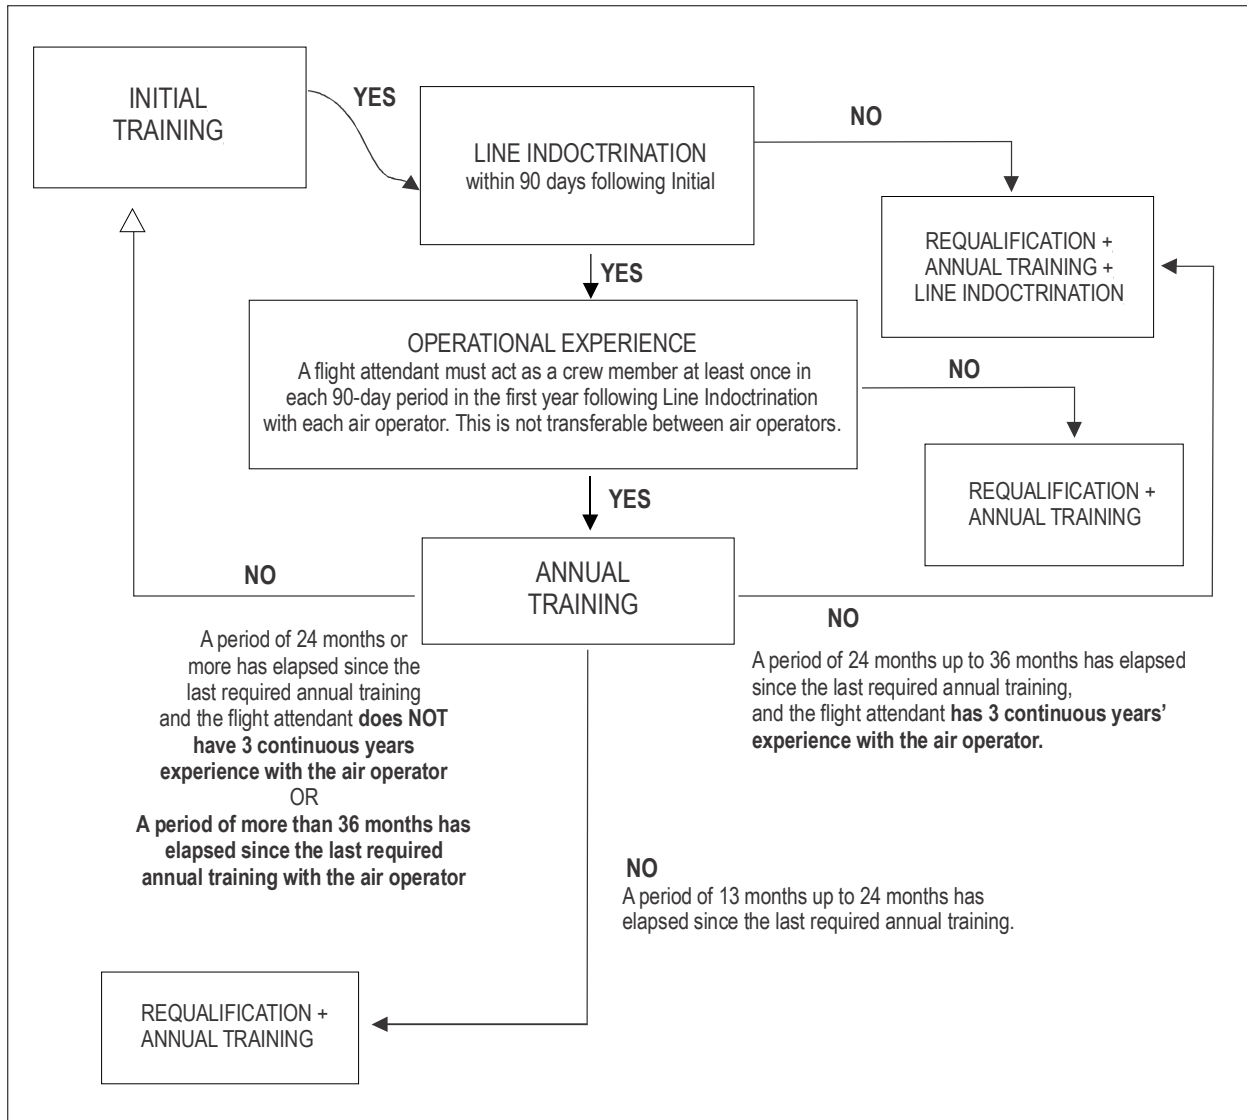 INITIAL
TRAINING
YES
LINE INDOCTRINATION
within 90 days following Initial
NO
REQUALIFICATION +
ANNUAL TRAINING +
LINE INDOCTRINATION
YES
OPERATIONAL EXPERIENCE
A flight attendant must act as a crew member at least once in
each 90-day period in the first year following Line Indoctrination
with each air operator. This is not transferable between air operators.
NO
REQUALIFICATION +
ANNUAL TRAINING
YES
ANNUAL
TRAINING
NO
A period of 24 months or
more has elapsed since the
last required annual training
and the flight attendant does NOT
have 3 continuous years
experience with the air operator
OR
A period of more than 36 months has
elapsed since the last required
annual training with the air operator
NO
A period of 24 months up to 36 months has elapsed
since the last required annual training,
and the flight attendant has 3 continuous years’
experience with the air operator.
NO
A period of 13 months up to 24 months has
elapsed since the last required annual training.
REQUALIFICATION +
ANNUAL TRAINING